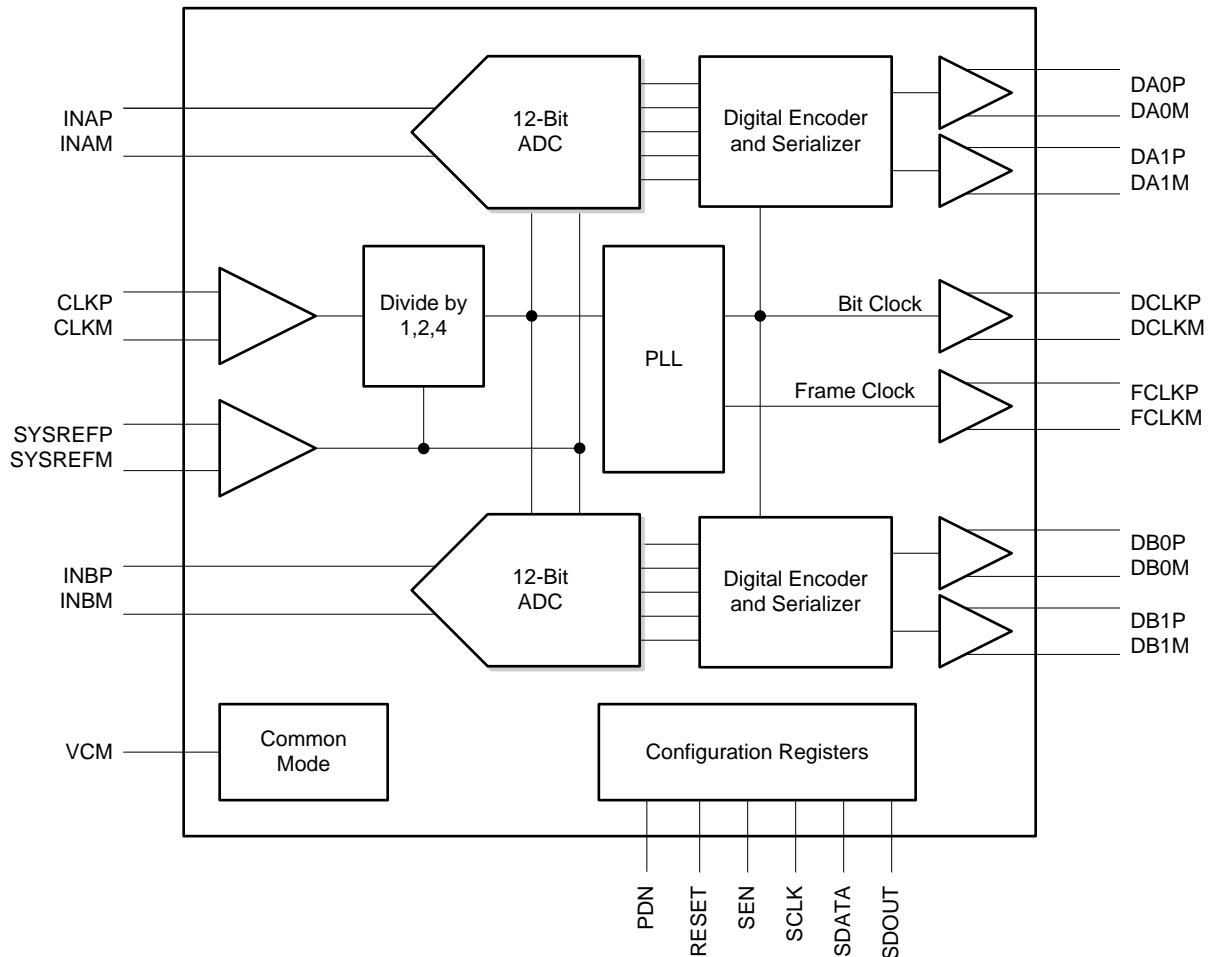 INAP
INAM
12-Bit
ADC
Digital Encoder
and Serializer
DA0P
DA0M
DA1P
DA1M
CLKP
CLKM
Divide by
1,2,4
PLL
Bit Clock
DCLKP
DCLKM
Frame Clock
FCLKP
FCLKM
SYSREFP
SYSREFM
INBP
INBM
12-Bit
ADC
Digital Encoder
and Serializer
DB0P
DB0M
DB1P
DB1M
VCM
Common
Mode
Configuration Registers
PDN
RESET
SEN
SCLK
SDATA
SDOUT